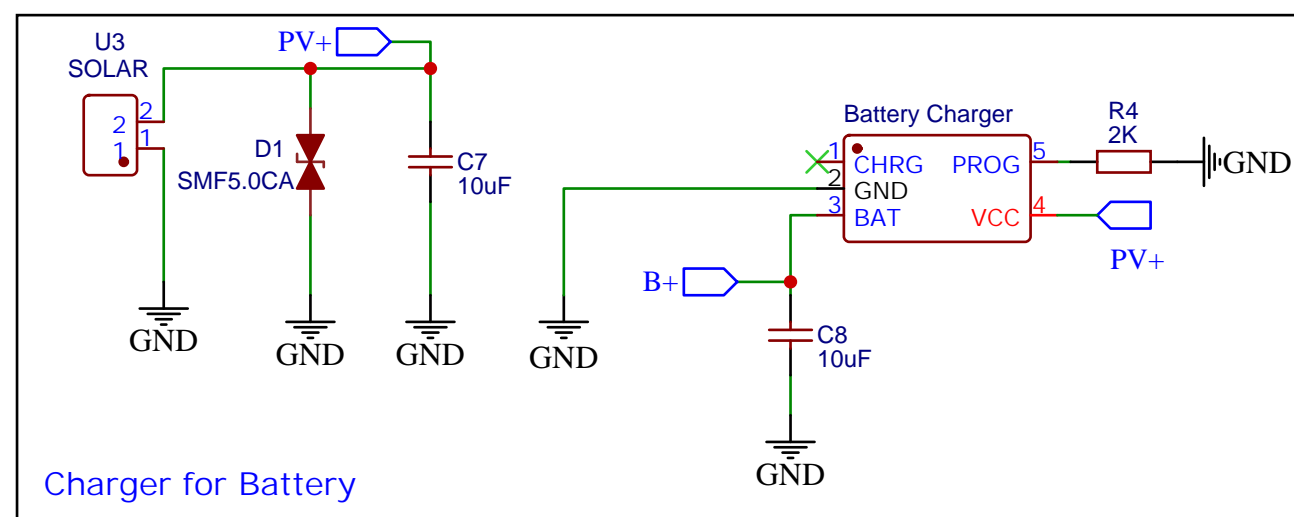 U3
SOLAR
2
1
2
1
PV+
D1
SMF5.0CA
C7
10uF
GND
GND
GND
GND
Battery Charger
1
CHRG
2
GND
3
BAT
PROG
5
VCC
4
R4
2K
GND
PV+
B+
C8
10uF
GND
Charger for Battery